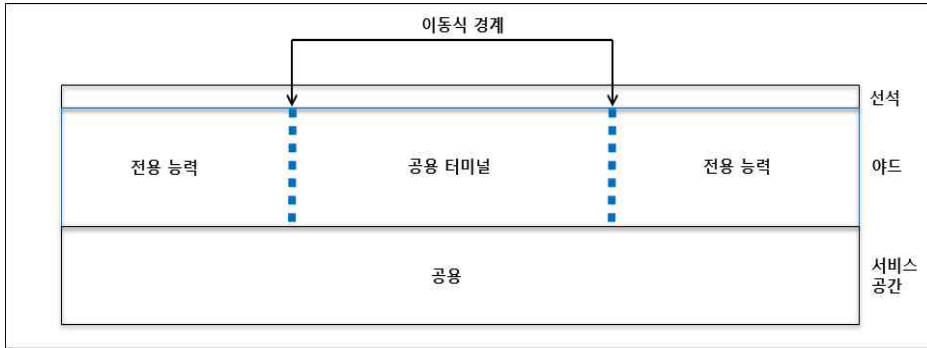 이동식 경계
선석
전용 능력 공용 터미널 전용 능력 야드
공용 서비스
공간